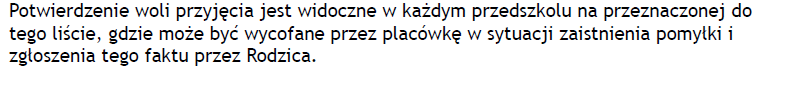 Potwierdzenie woli przyjęcia jest widoczne w każdym przedszkolu na przeznaczonej do
tego liście, gdzie może być wycofane przez placówkę w sytuacji zaistnienia pomyłki i
zgłoszenia tego faktu przez Rodzica.